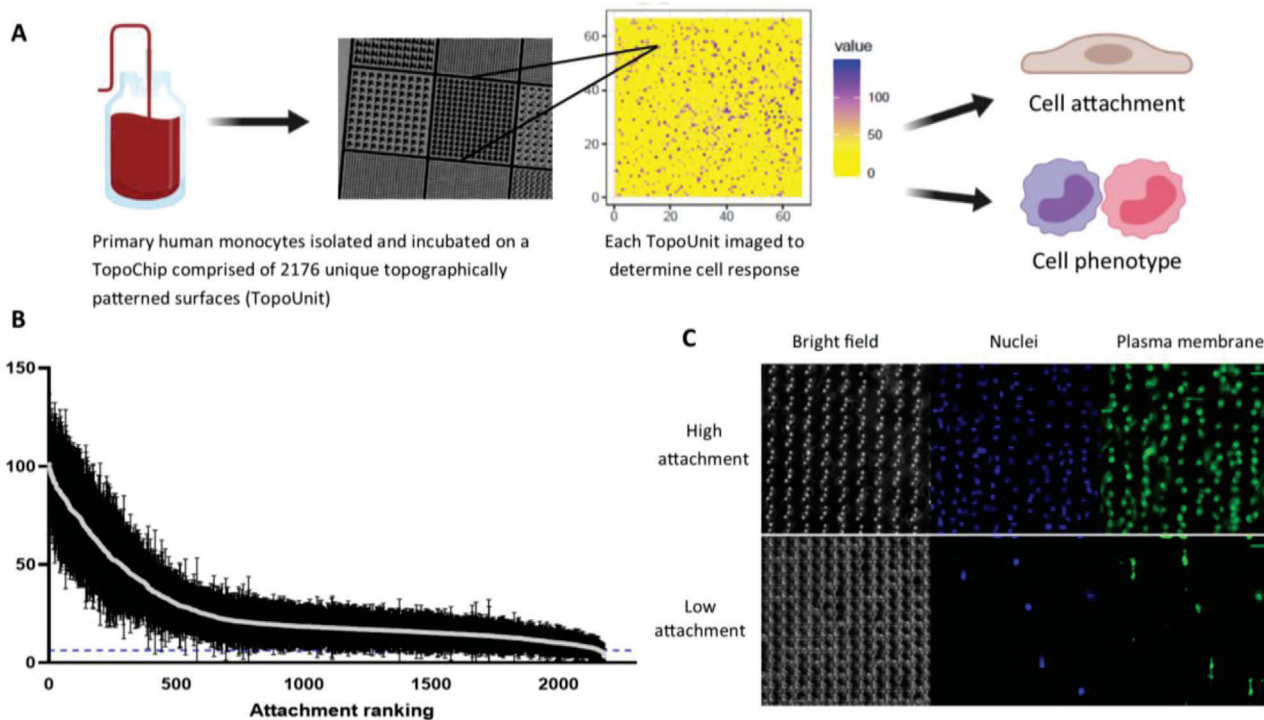 A
60
40
20
0
0
20
40
60
value
100
50
0
Cell attachment
Cell phenotype
Primary human monocytes isolated and incubated on a
TopoChip comprised of 2176 unique topographically
patterned surfaces (TopoUnit)
Each TopoUnit imaged to
determine cell response
B
150
100
50
0
0
500
1000
1500
2000
Attachment ranking
C
Bright field
Nuclei
Plasma membrane
High
attachment
Low
attachment